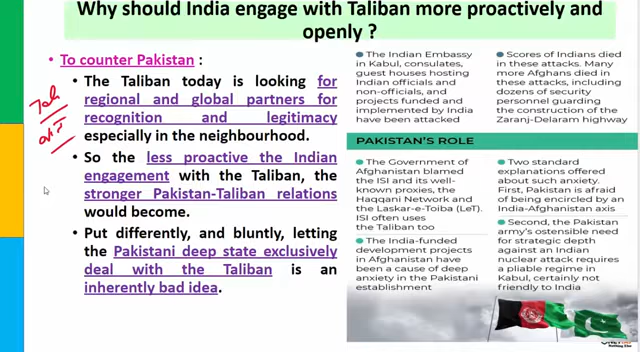 Why should India engage with Taliban more proactively and
openly ?
• To counter Pakistan :
• The Taliban today is looking for
regional and global partners for
recognition and legitimacy
especially in the neighbourhood.
• So the less proactive the Indian
engagement with the Taliban, the
stronger Pakistan-Taliban relations
would become.
• Put differently, and bluntly, letting
the Pakistani deep state exclusively
deal with the Taliban is an
inherently bad idea.
The Indian Embassy
in Kabul, consulates,
guest houses hosting
Indian officials and
non-officials, and
projects funded and
implemented by India
have been attacked
Scores of Indians died
in these attacks. Many
more Afghans died in
these attacks, including
dozens of security
personnel guarding
the construction of the
Zaranj-Delaram highway
PAKISTAN'S ROLE
The Government of
Afghanistan blamed
the ISI and its well-
known proxies, the
Haqqani Network and
the Laskar-e-Toiba (LeT).
ISI often uses
the Taliban too
The India-funded
development projects
in Afghanistan have
been a cause of deep
anxiety in the Pakistani
establishment
Two standard
explanations offered
about such anxiety.
First, Pakistan is afraid
of being encircled by an
India-Afghanistan axis
Second, the Pakistan
army's ostensible need
for strategic depth
against an Indian
nuclear attack requires
a pliable regime in
Kabul, certainly not
friendly to India